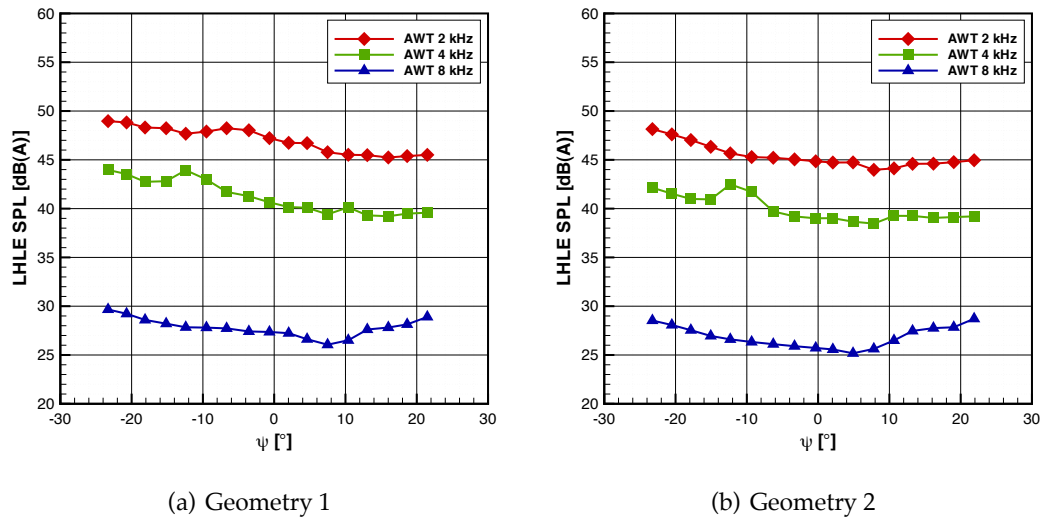 60
55
50
45
40
35
30
25
20
LHLE SPL [dB(A)]
AWT 2 kHz
AWT 4 kHz
AWT 8 kHz
-30 -20 -10 0 10 20 30
ψ [°]
(a) Geometry 1
60
55
50
45
40
35
30
25
20
LHLE SPL [dB(A)]
AWT 2 kHz
AWT 4 kHz
AWT 8 kHz
-30 -20 -10 0 10 20 30
ψ [°]
(b) Geometry 2